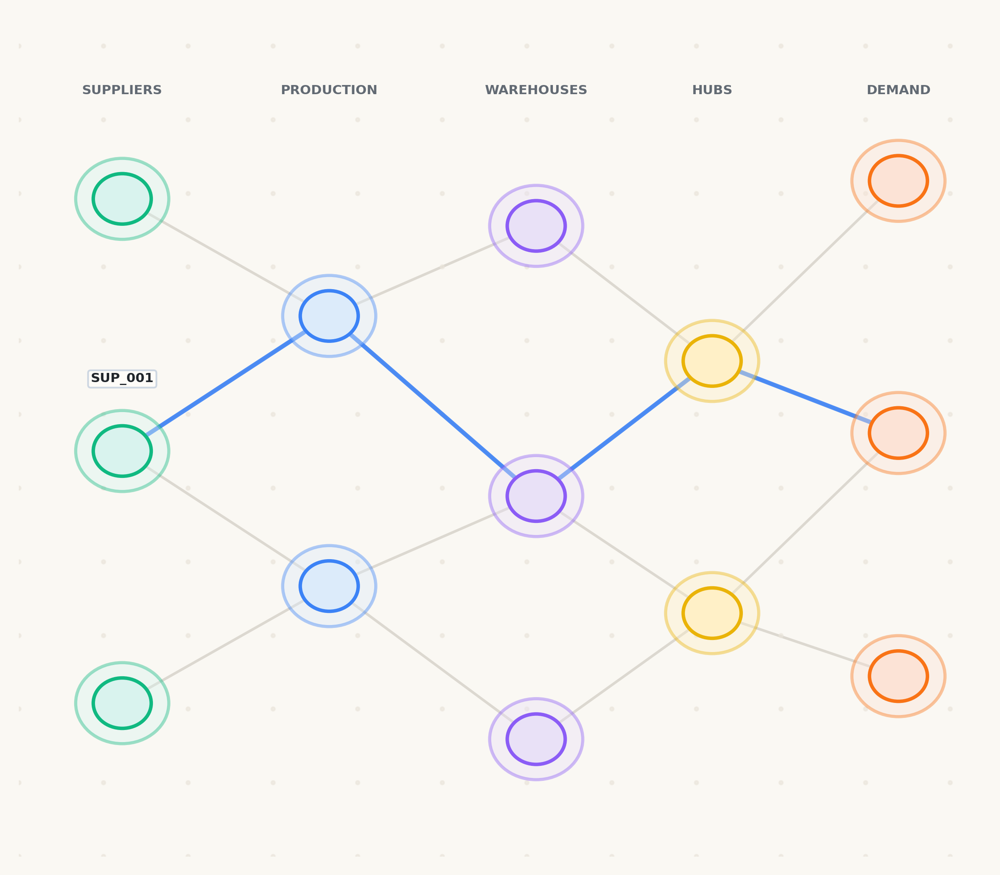 SUPPLIERS
PRODUCTION
WAREHOUSES
HUBS
DEMAND
SUP_001